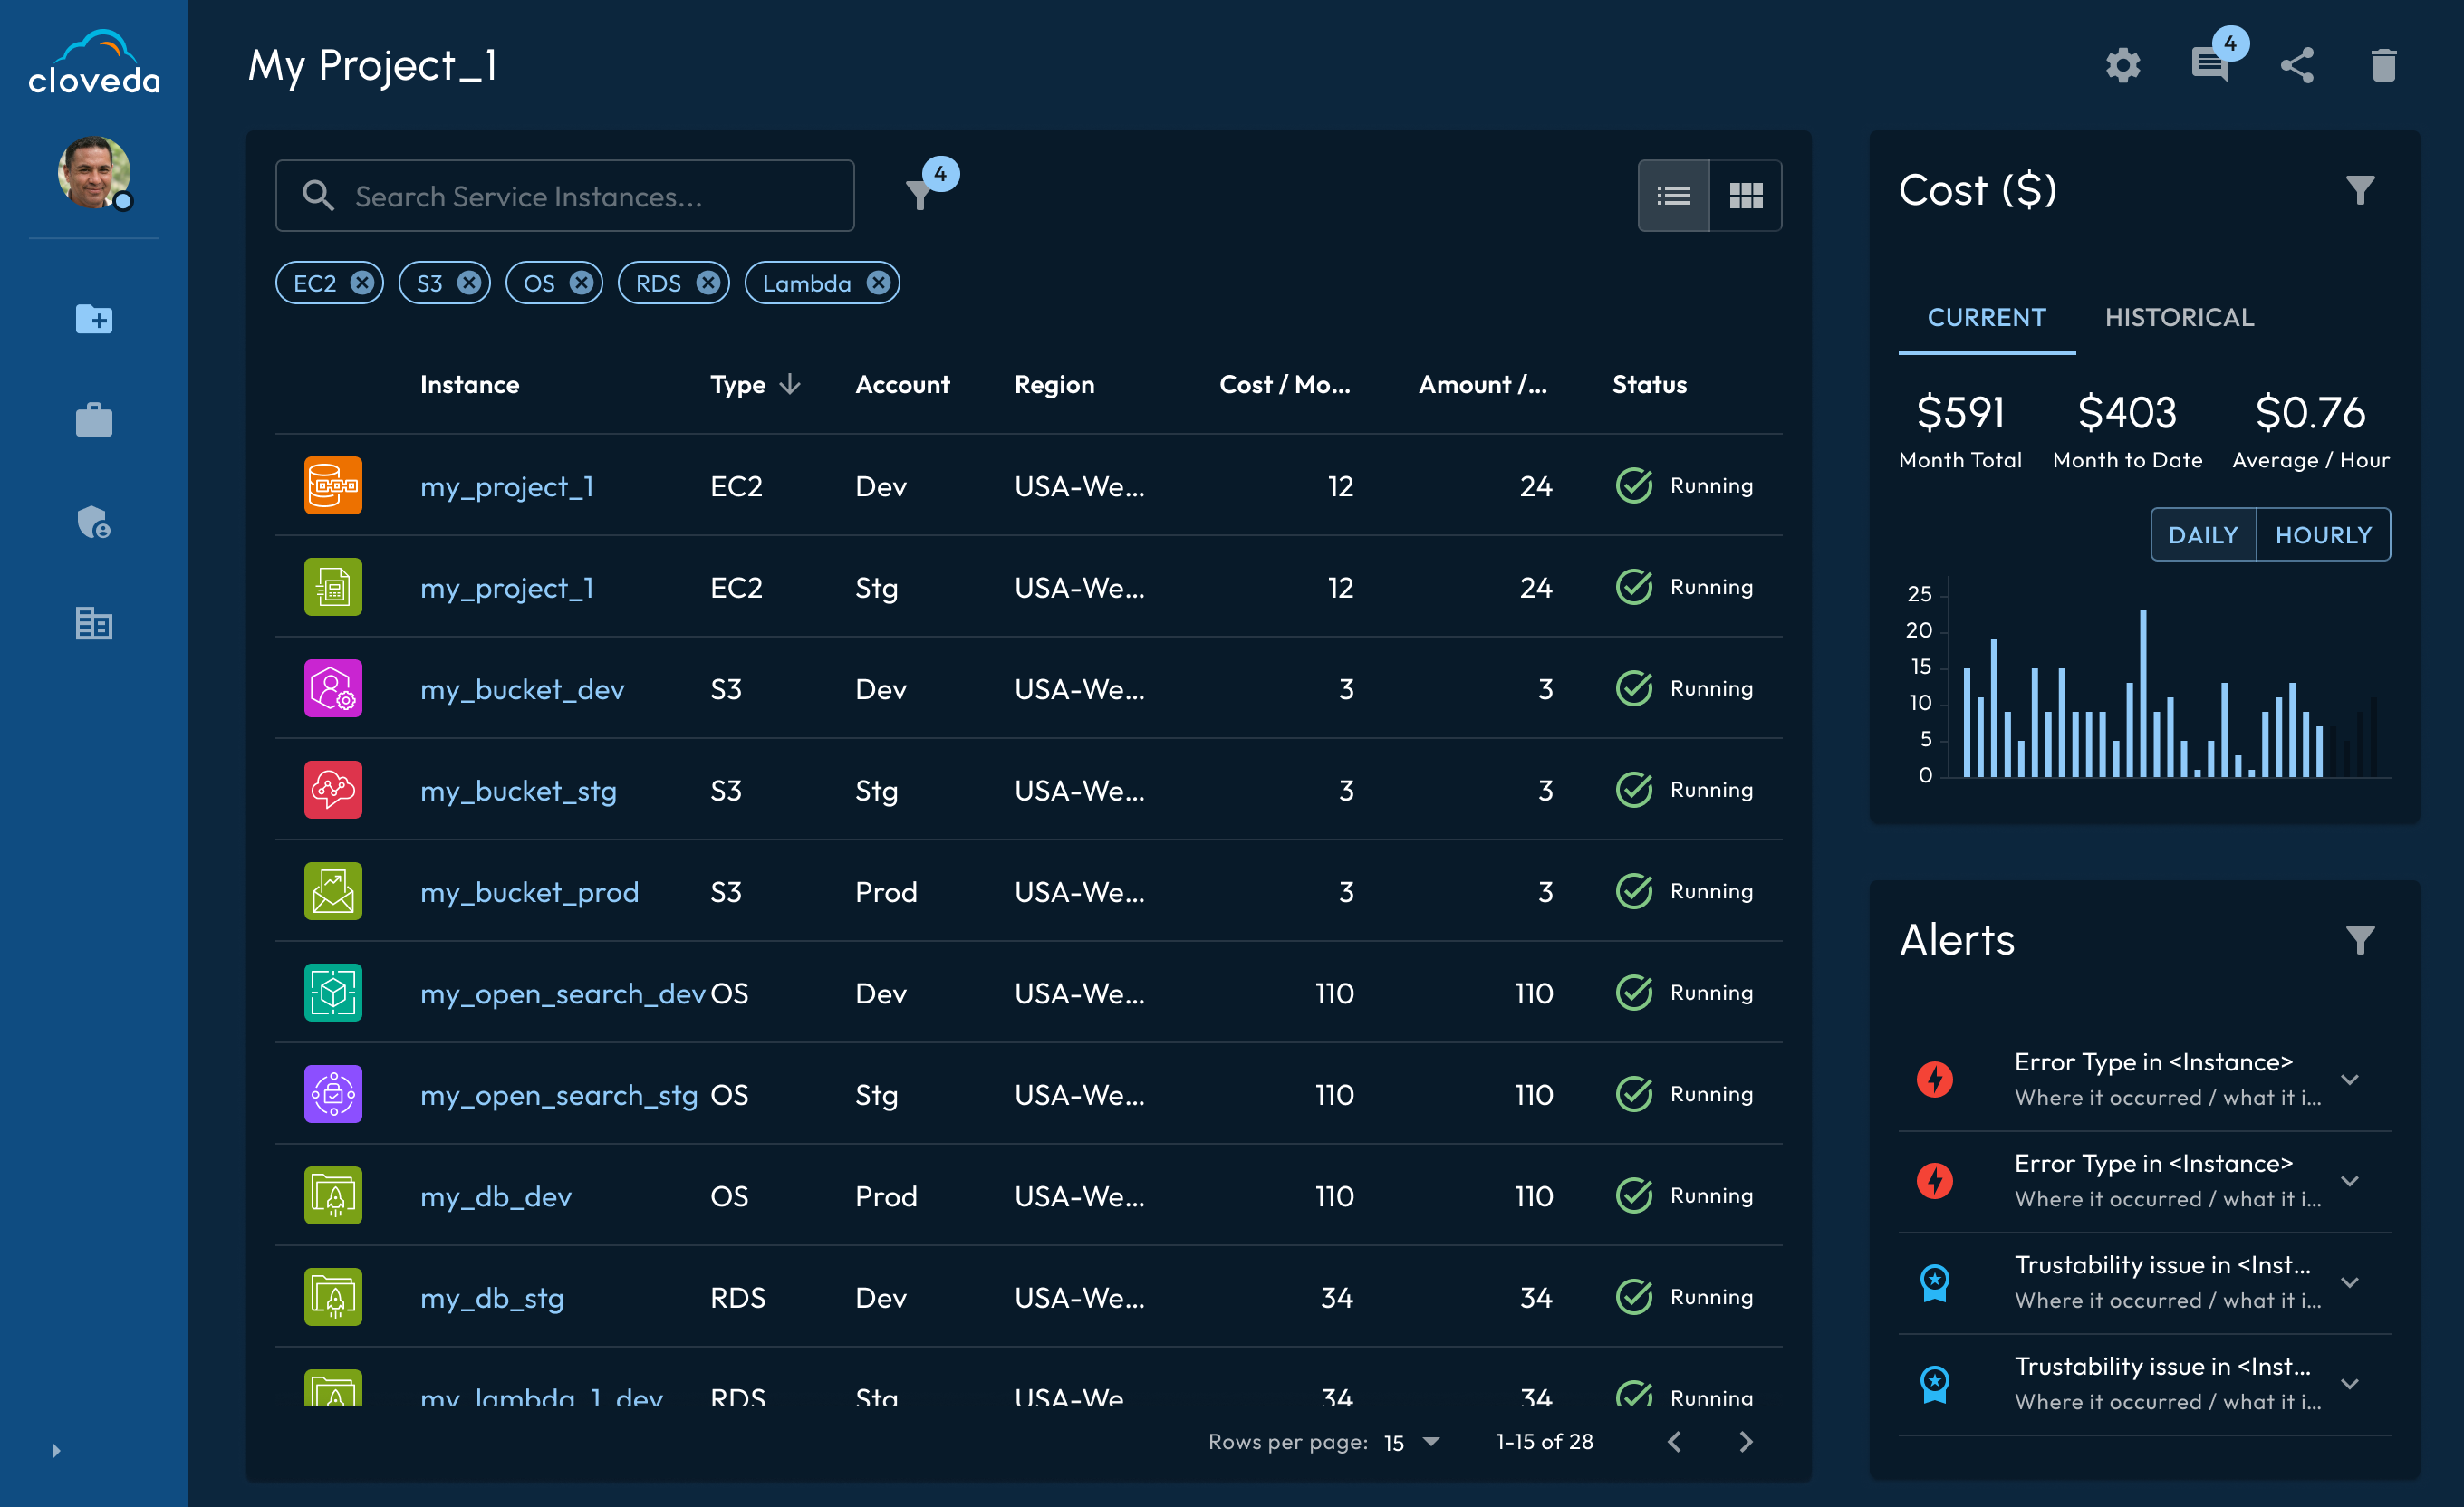 cloveda
My Project_1
4
Search Service Instances...
4
EC2
S3
OS
RDS
Lambda
Instance Type Account Region Cost / Mo... Amount /... Status
my_project_1 EC2 Dev USA-We... 12 24 Running
my_project_1 EC2 Stg USA-We... 12 24 Running
my_bucket_dev S3 Dev USA-We... 3 3 Running
my_bucket_stg S3 Stg USA-We... 3 3 Running
my_bucket_prod S3 Prod USA-We... 3 3 Running
my_open_search_dev OS Dev USA-We... 110 110 Running
my_open_search_stg OS Stg USA-We... 110 110 Running
my_db_dev OS Prod USA-We... 110 110 Running
my_db_stg RDS Dev USA-We... 34 34 Running
my_lambda_1_dev RDS Stg USA-We 34 34 Running
Rows per page: 15 1-15 of 28
Cost ($)
CURRENT HISTORICAL
$591 $403 $0.76
Month Total Month to Date Average / Hour
DAILY HOURLY
25
20
15
10
5
0
Alerts
Error Type in <Instance>
Where it occurred / what it i...
Error Type in <Instance>
Where it occurred / what it i...
Trustability issue in <Inst...
Where it occurred / what it i...
Trustability issue in <Inst...
Where it occurred / what it i...